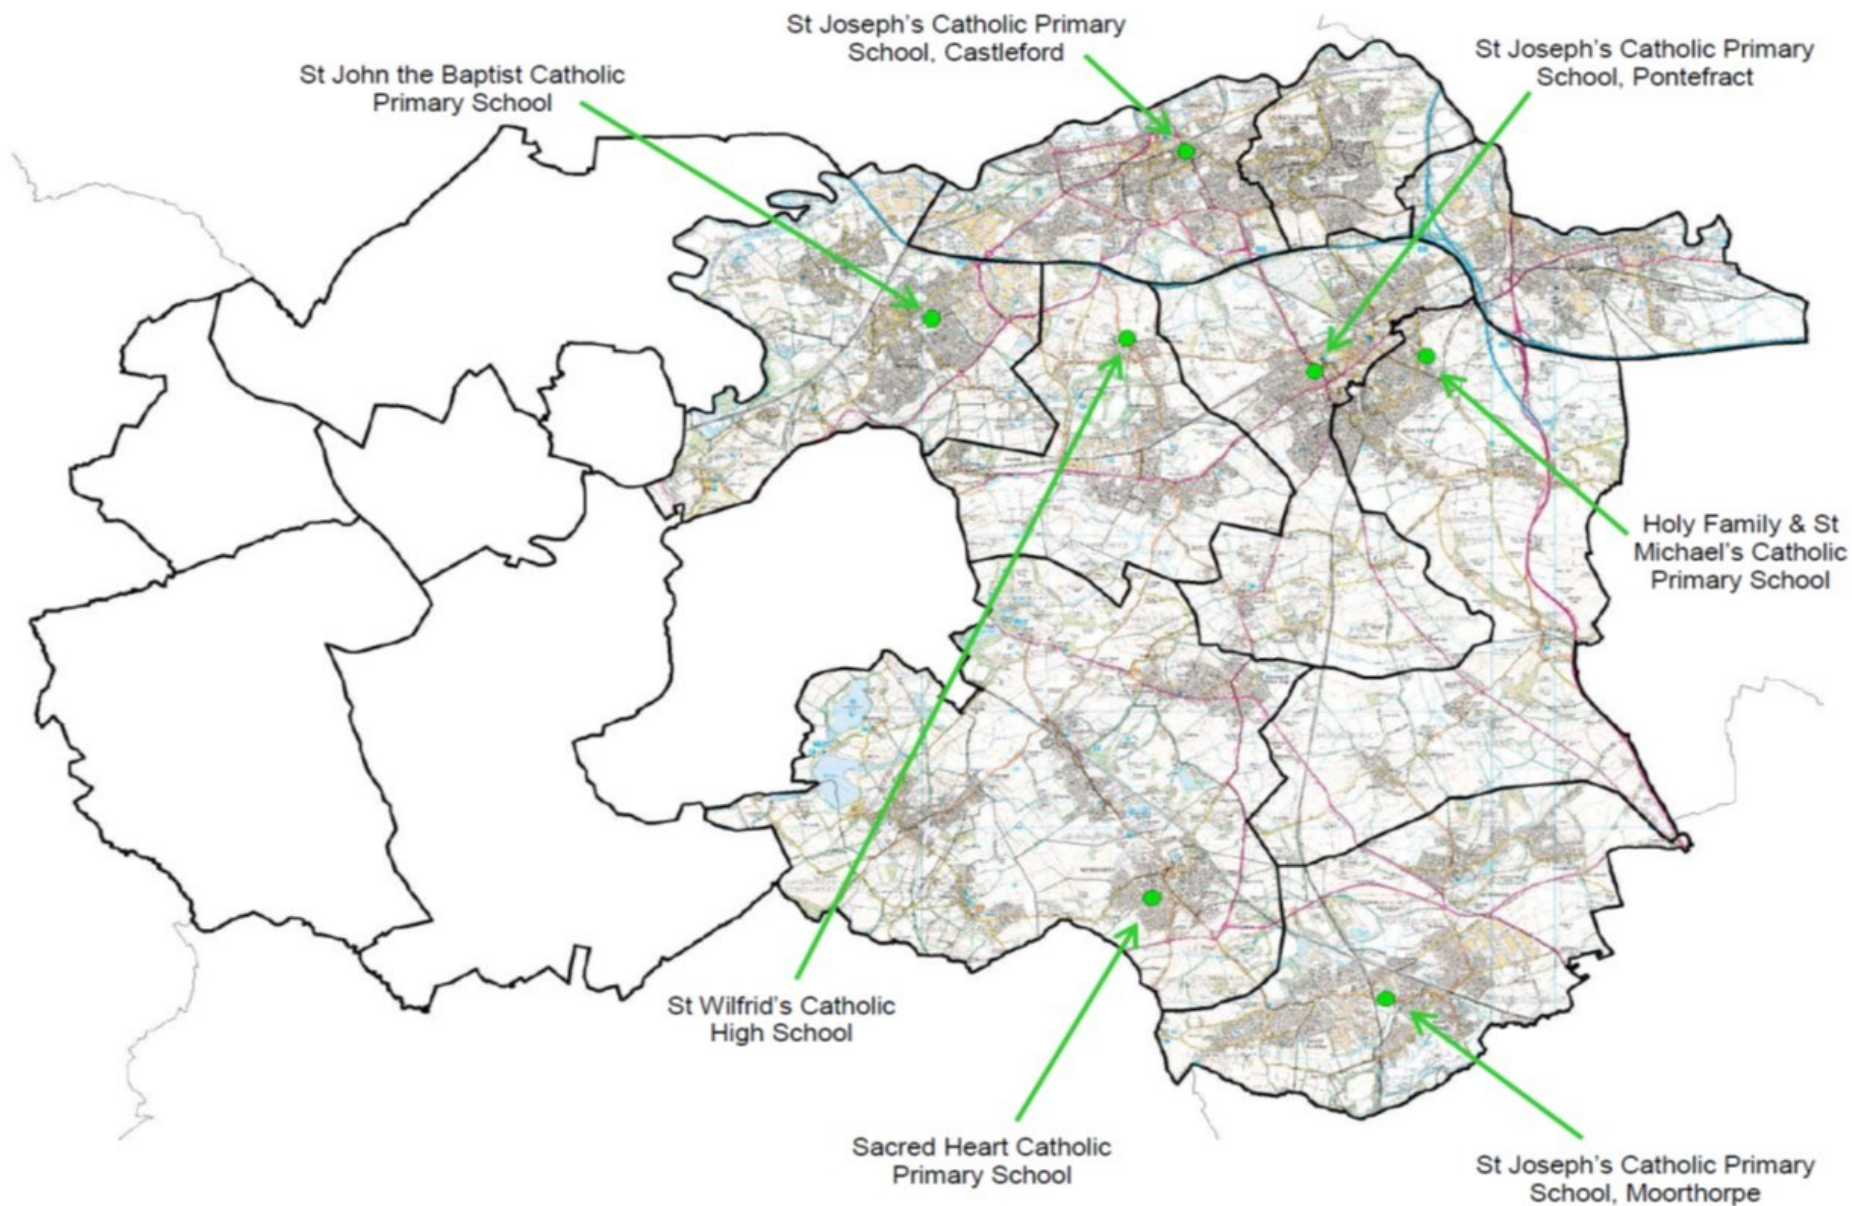 St Joseph's Catholic Primary
School, Castleford
St Joseph's Catholic Primary
School, Pontefract
St John the Baptist Catholic
Primary School
Holy Family & St
Michael's Catholic
Primary School
St Wilfrid's Catholic
High School
Sacred Heart Catholic
Primary School
St Joseph's Catholic Primary
School, Moorthorpe